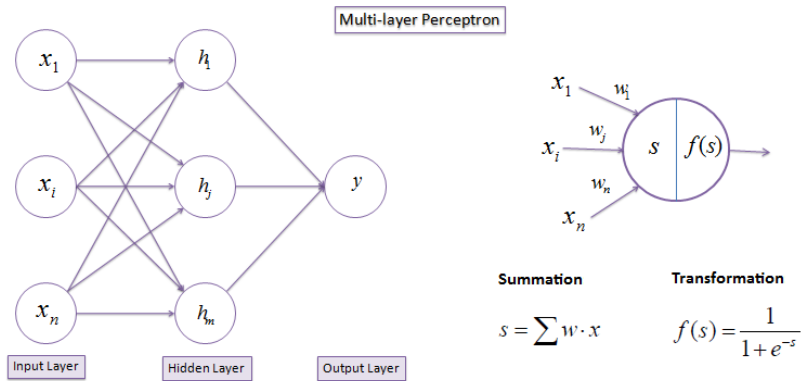 Multi-layer Perceptron
x₁
h₁
xᵢ
hⱼ
y
xₙ
hₘ
Input Layer
Hidden Layer
Output Layer
x₁ w₁
xᵢ wⱼ s f(s)
wₙ
xₙ
Summation
s = ∑ w · x
Transformation
f(s) = 1 / (1 + e⁻ˢ)